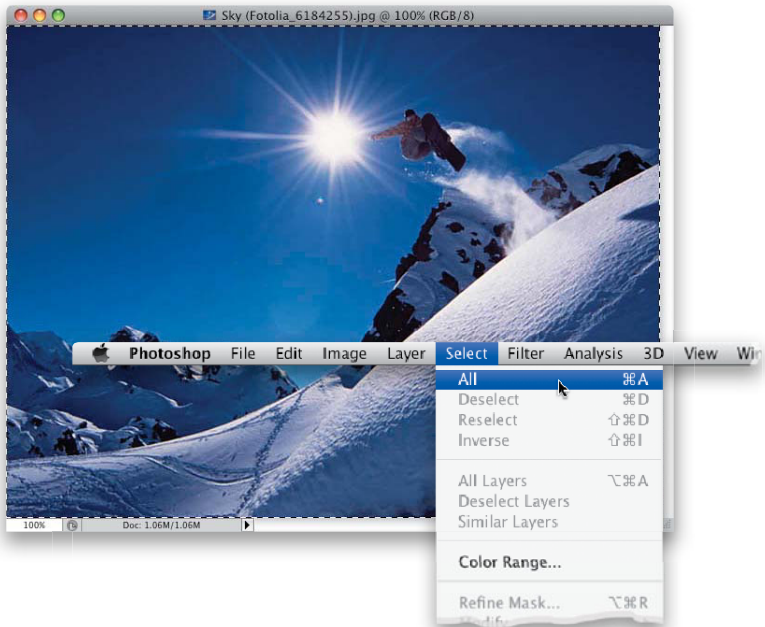 Sky (Fotolia_6184255).jpg @ 100% (RGB/8)
Photoshop File Edit Image Layer Select Filter Analysis 3D View
All ⌘A
Deselect ⌘D
Reselect ⇧⌘D
Inverse ⇧⌘I
All Layers ⌥⌘A
Deselect Layers
Similar Layers
100% Doc: 1.06M/1.06M
Color Range...
Refine Mask... ⌥⌘R